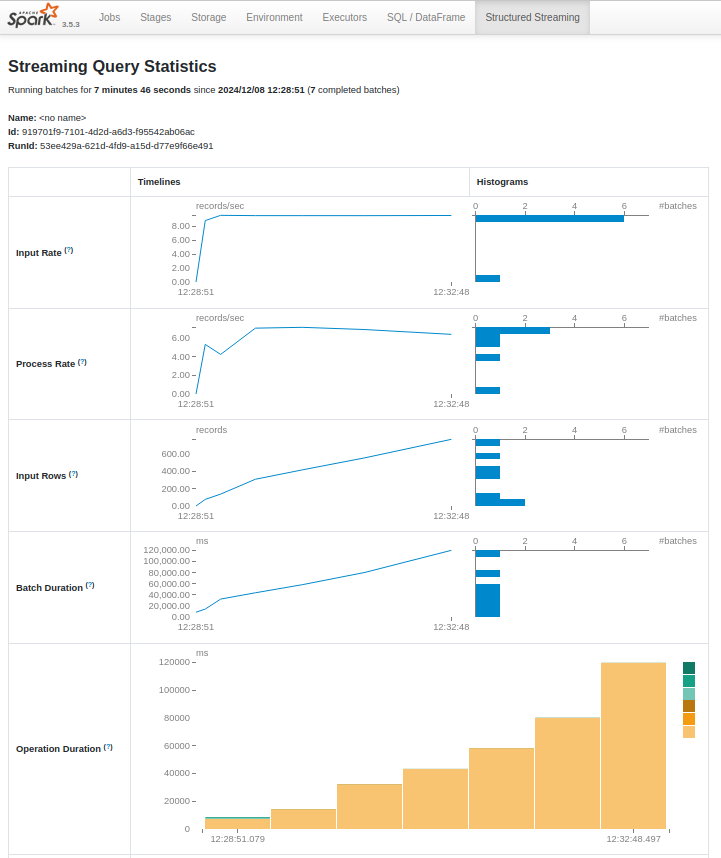 APACHE
Spark 3.5.3 Jobs Stages Storage Environment Executors SQL / DataFrame Structured Streaming
Streaming Query Statistics
Running batches for 7 minutes 46 seconds since 2024/12/08 12:28:51 (7 completed batches)
Name: <no name>
Id: 919701f9-7101-4d2d-a6d3-f95542ab06ac
RunId: 53ee429a-621d-4fd9-a15d-d77e9f66e491
Timelines Histograms
Input Rate (?)
records/sec
8.00
6.00
4.00
2.00
0.00
12:28:51 12:32:48
0 2 4 6 #batches
Process Rate (?)
records/sec
6.00
4.00
2.00
0.00
12:28:51 12:32:48
0 2 4 6 #batches
Input Rows (?)
records
600.00
400.00
200.00
0.00
12:28:51 12:32:48
0 2 4 6 #batches
Batch Duration (?)
ms
120,000.00
100,000.00
80,000.00
60,000.00
40,000.00
20,000.00
0.00
12:28:51 12:32:48
0 2 4 6 #batches
Operation Duration (?)
ms
120000
100000
80000
60000
40000
20000
0
12:28:51.079 12:32:48.497